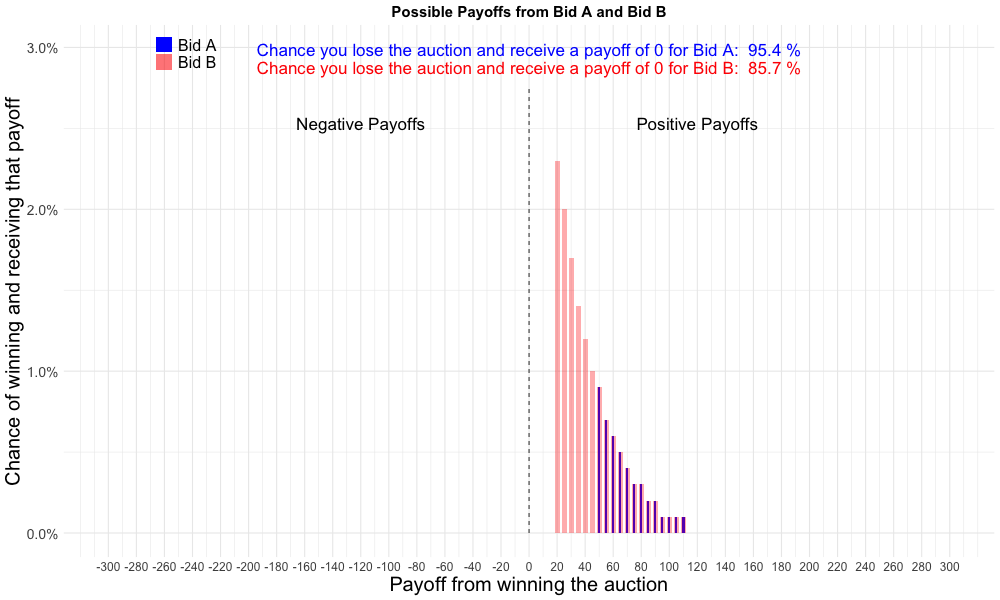 Possible Payoffs from Bid A and Bid B
Bid A
Bid B
Chance you lose the auction and receive a payoff of 0 for Bid A: 95.4 %
Chance you lose the auction and receive a payoff of 0 for Bid B: 85.7 %
Negative Payoffs
Positive Payoffs
Chance of winning and receiving that payoff
3.0%
2.0%
1.0%
0.0%
-300 -280 -260 -240 -220 -200 -180 -160 -140 -120 -100 -80 -60 -40 -20 0 20 40 60 80 100 120 140 160 180 200 220 240 260 280 300
Payoff from winning the auction